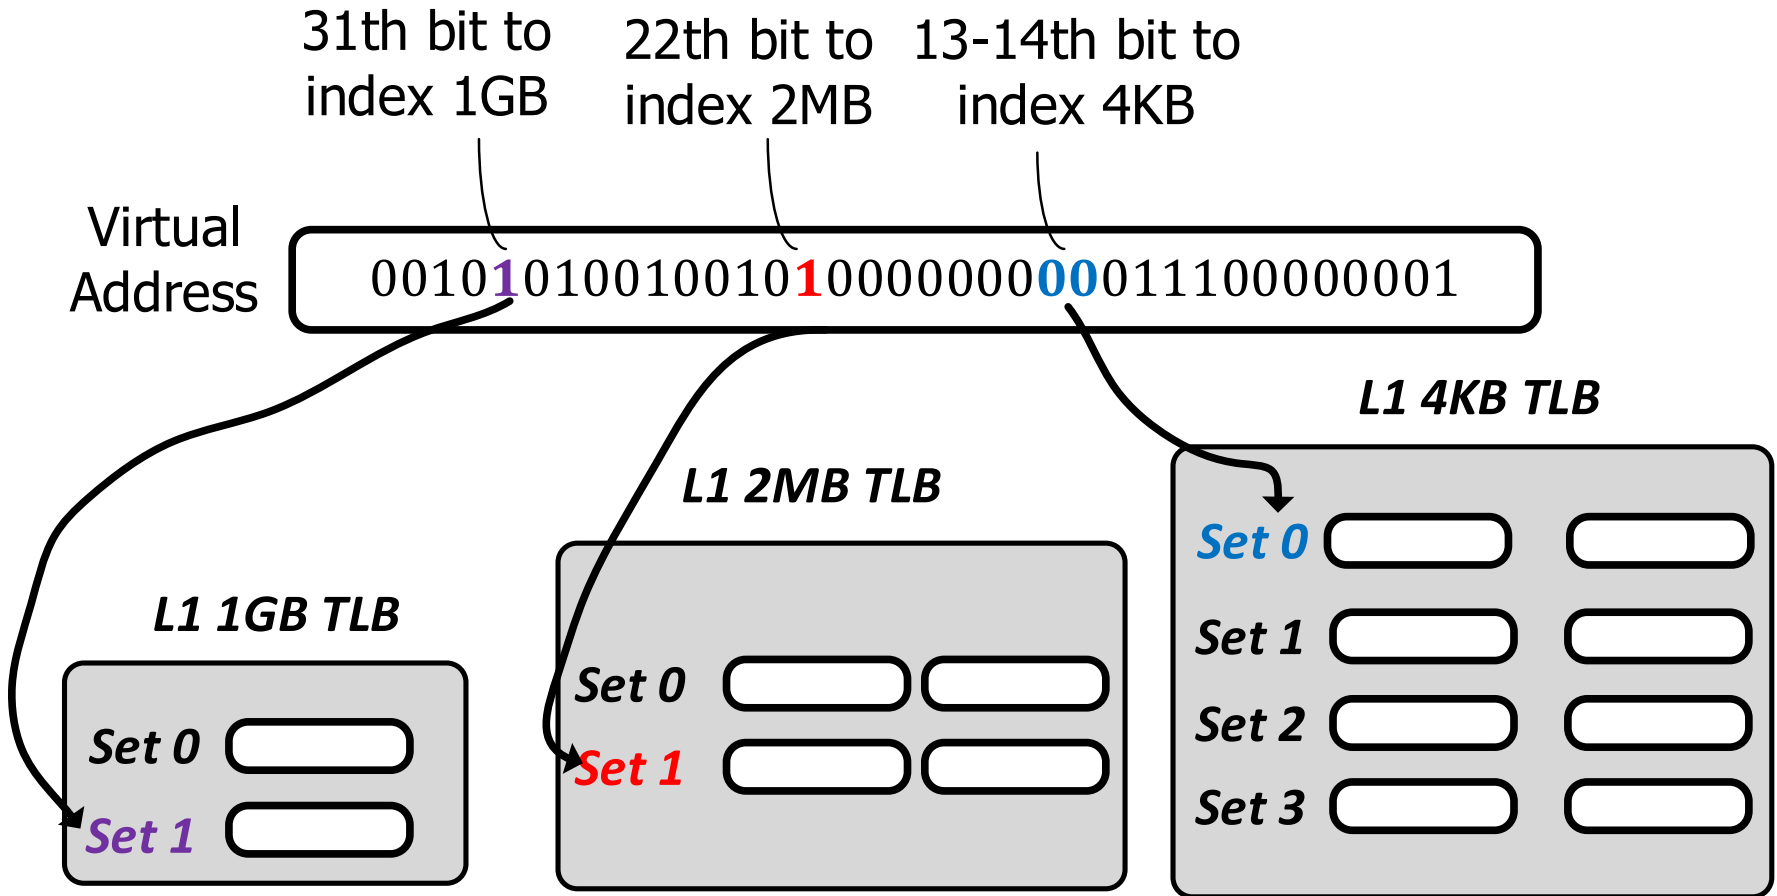 31th bit to
index 1GB
22th bit to
index 2MB
13-14th bit to
index 4KB
Virtual
Address
001010100100101000000000011100000001
L1 1GB TLB
Set 0
Set 1
L1 2MB TLB
Set 0
Set 1
L1 4KB TLB
Set 0
Set 1
Set 2
Set 3